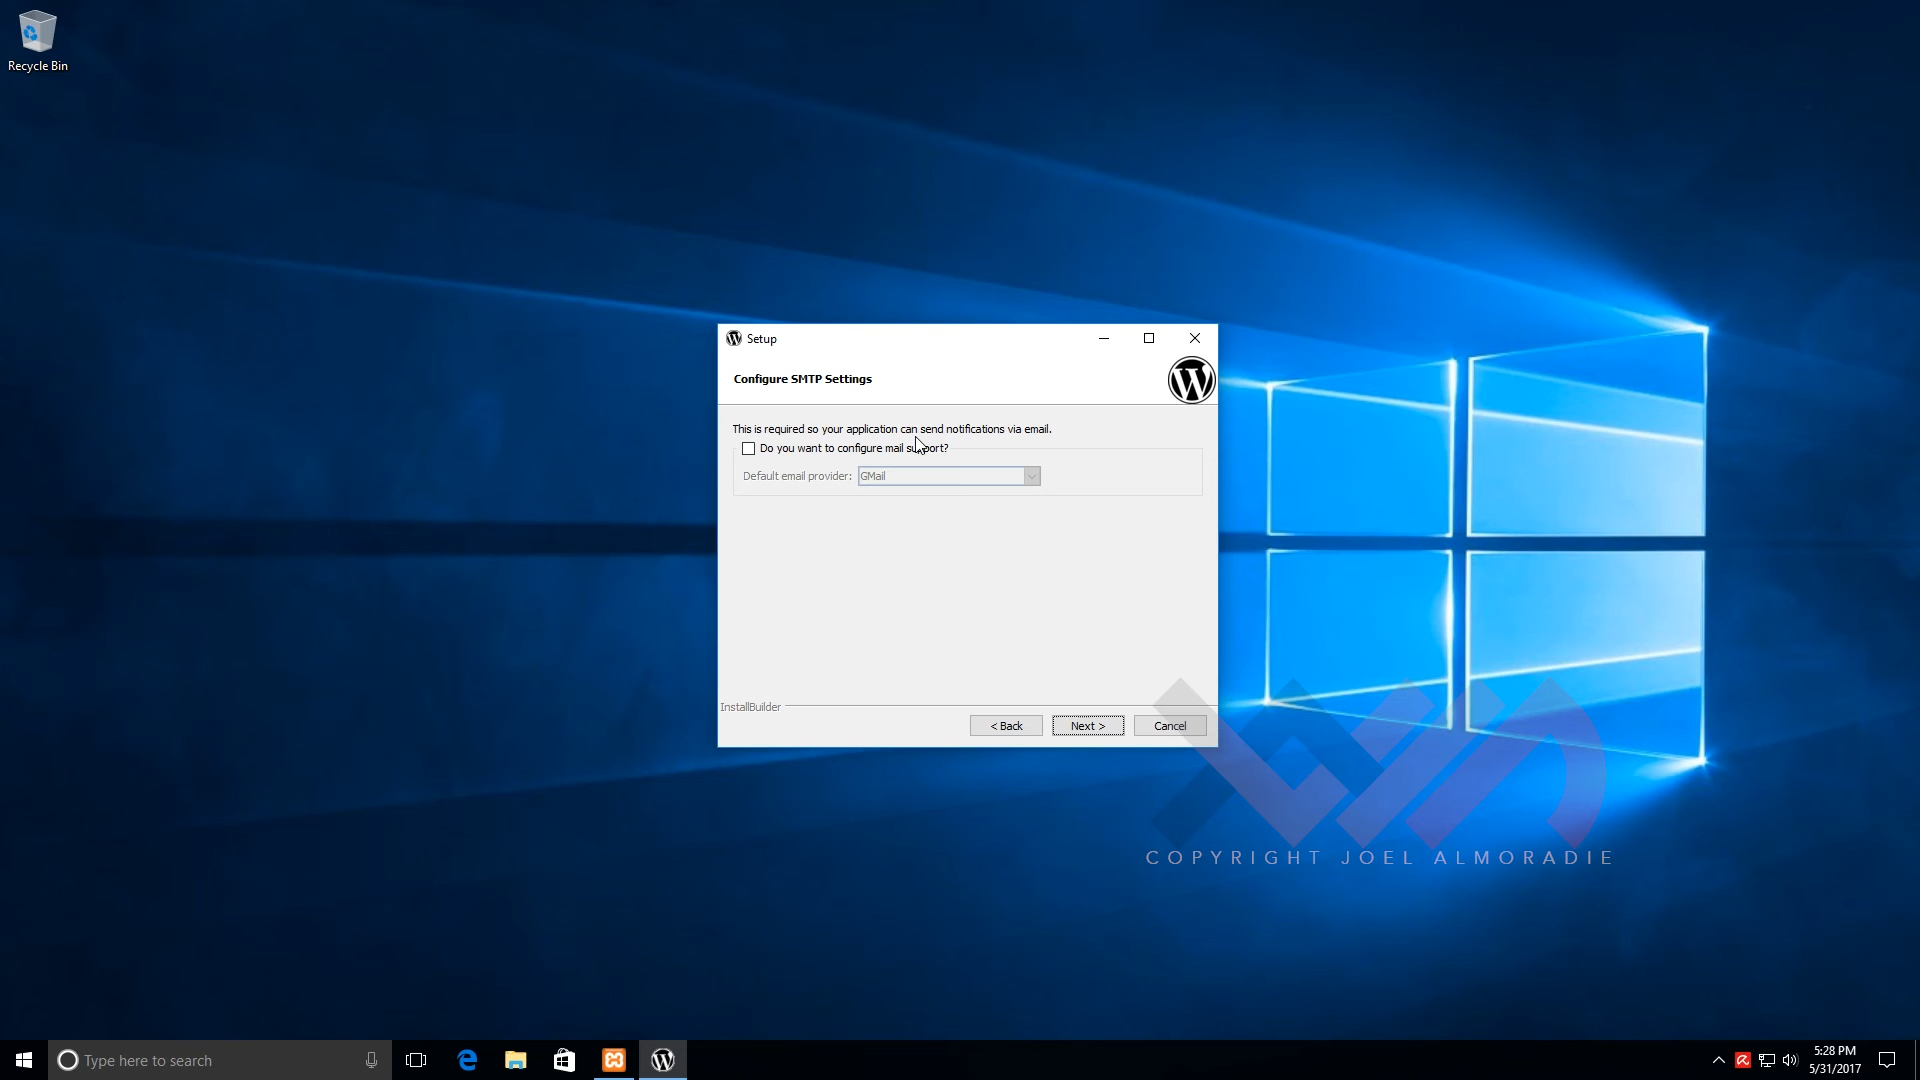 Recycle Bin
Setup
Configure SMTP Settings
This is required so your application can send notifications via email.
Do you want to configure mail support?
Default email provider: GMail
InstallBuilder
< Back Next > Cancel
COPYRIGHT JOEL ALMORADIE
Type here to search
5:28 PM
5/31/2017